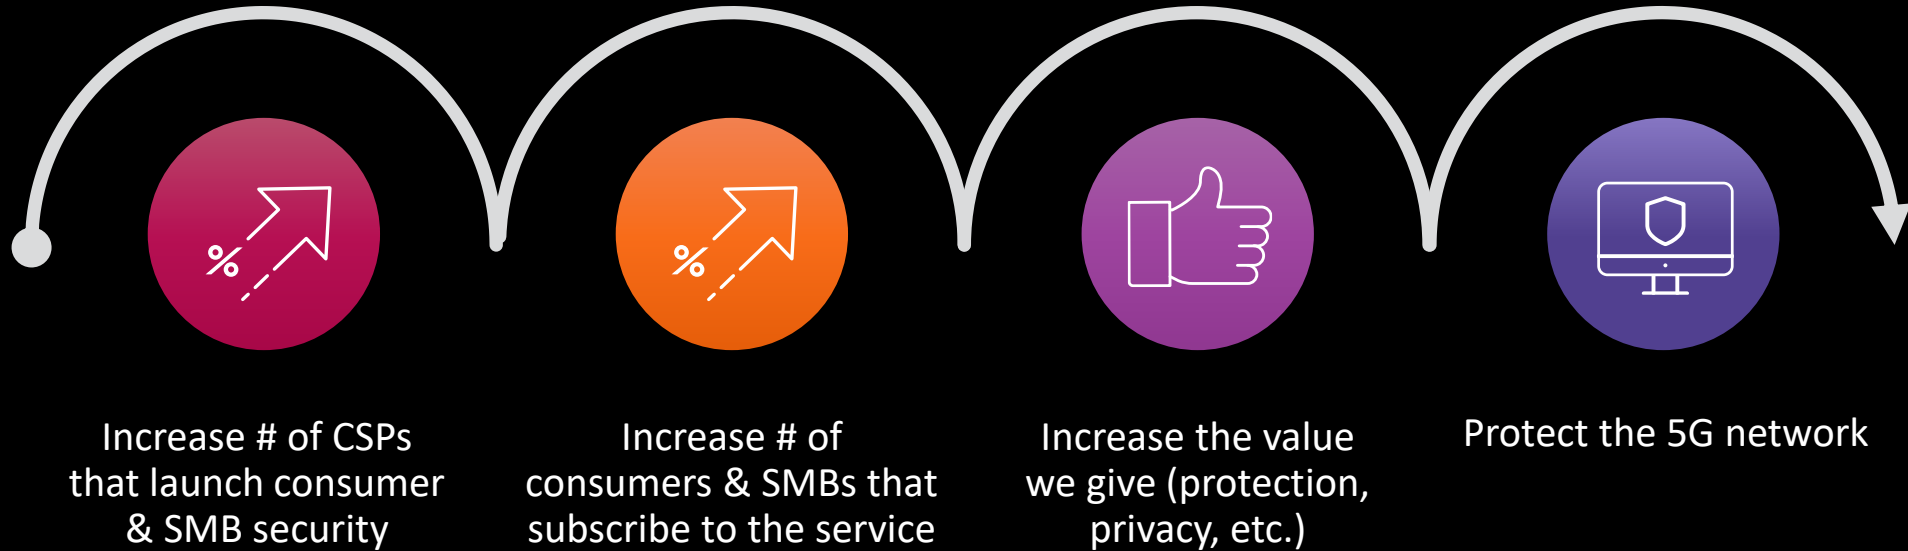 %
%
Increase # of CSPs
that launch consumer
& SMB security
Increase # of
consumers & SMBs that
subscribe to the service
Increase the value
we give (protection,
privacy, etc.)
Protect the 5G network